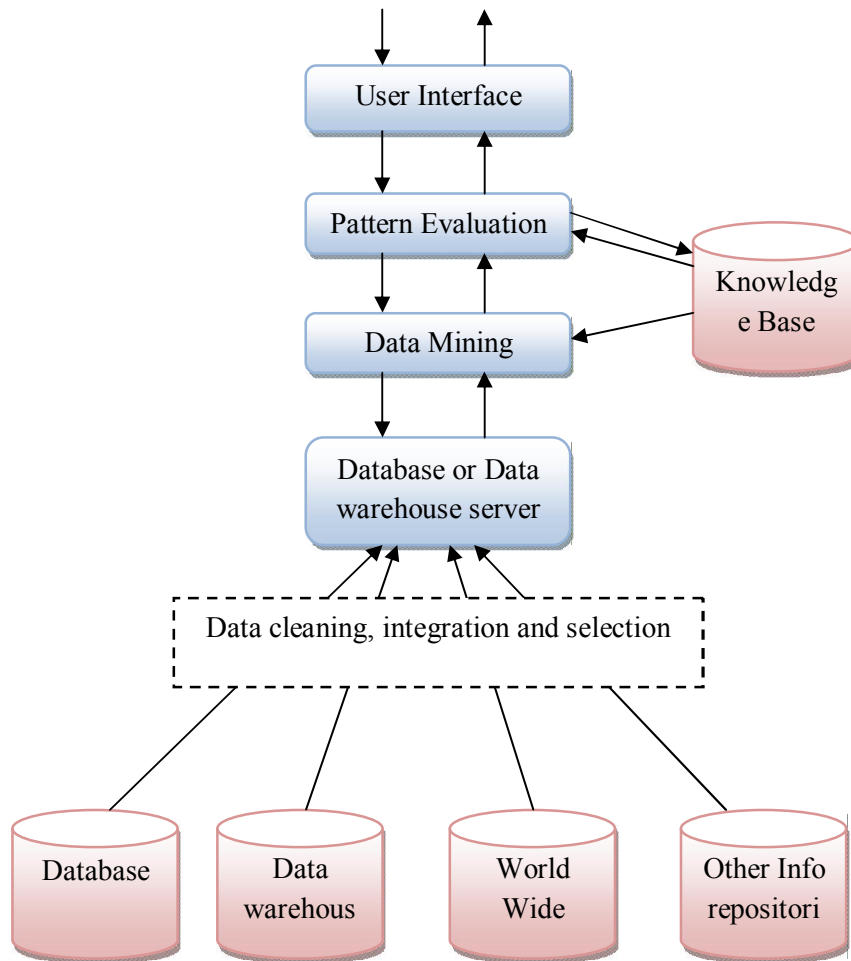 User Interface
Pattern Evaluation
Knowledg
e Base
Data Mining
Database or Data
warehouse server
Data cleaning, integration and selection
Database
Data
warehous
World
Wide
Other Info
repositori